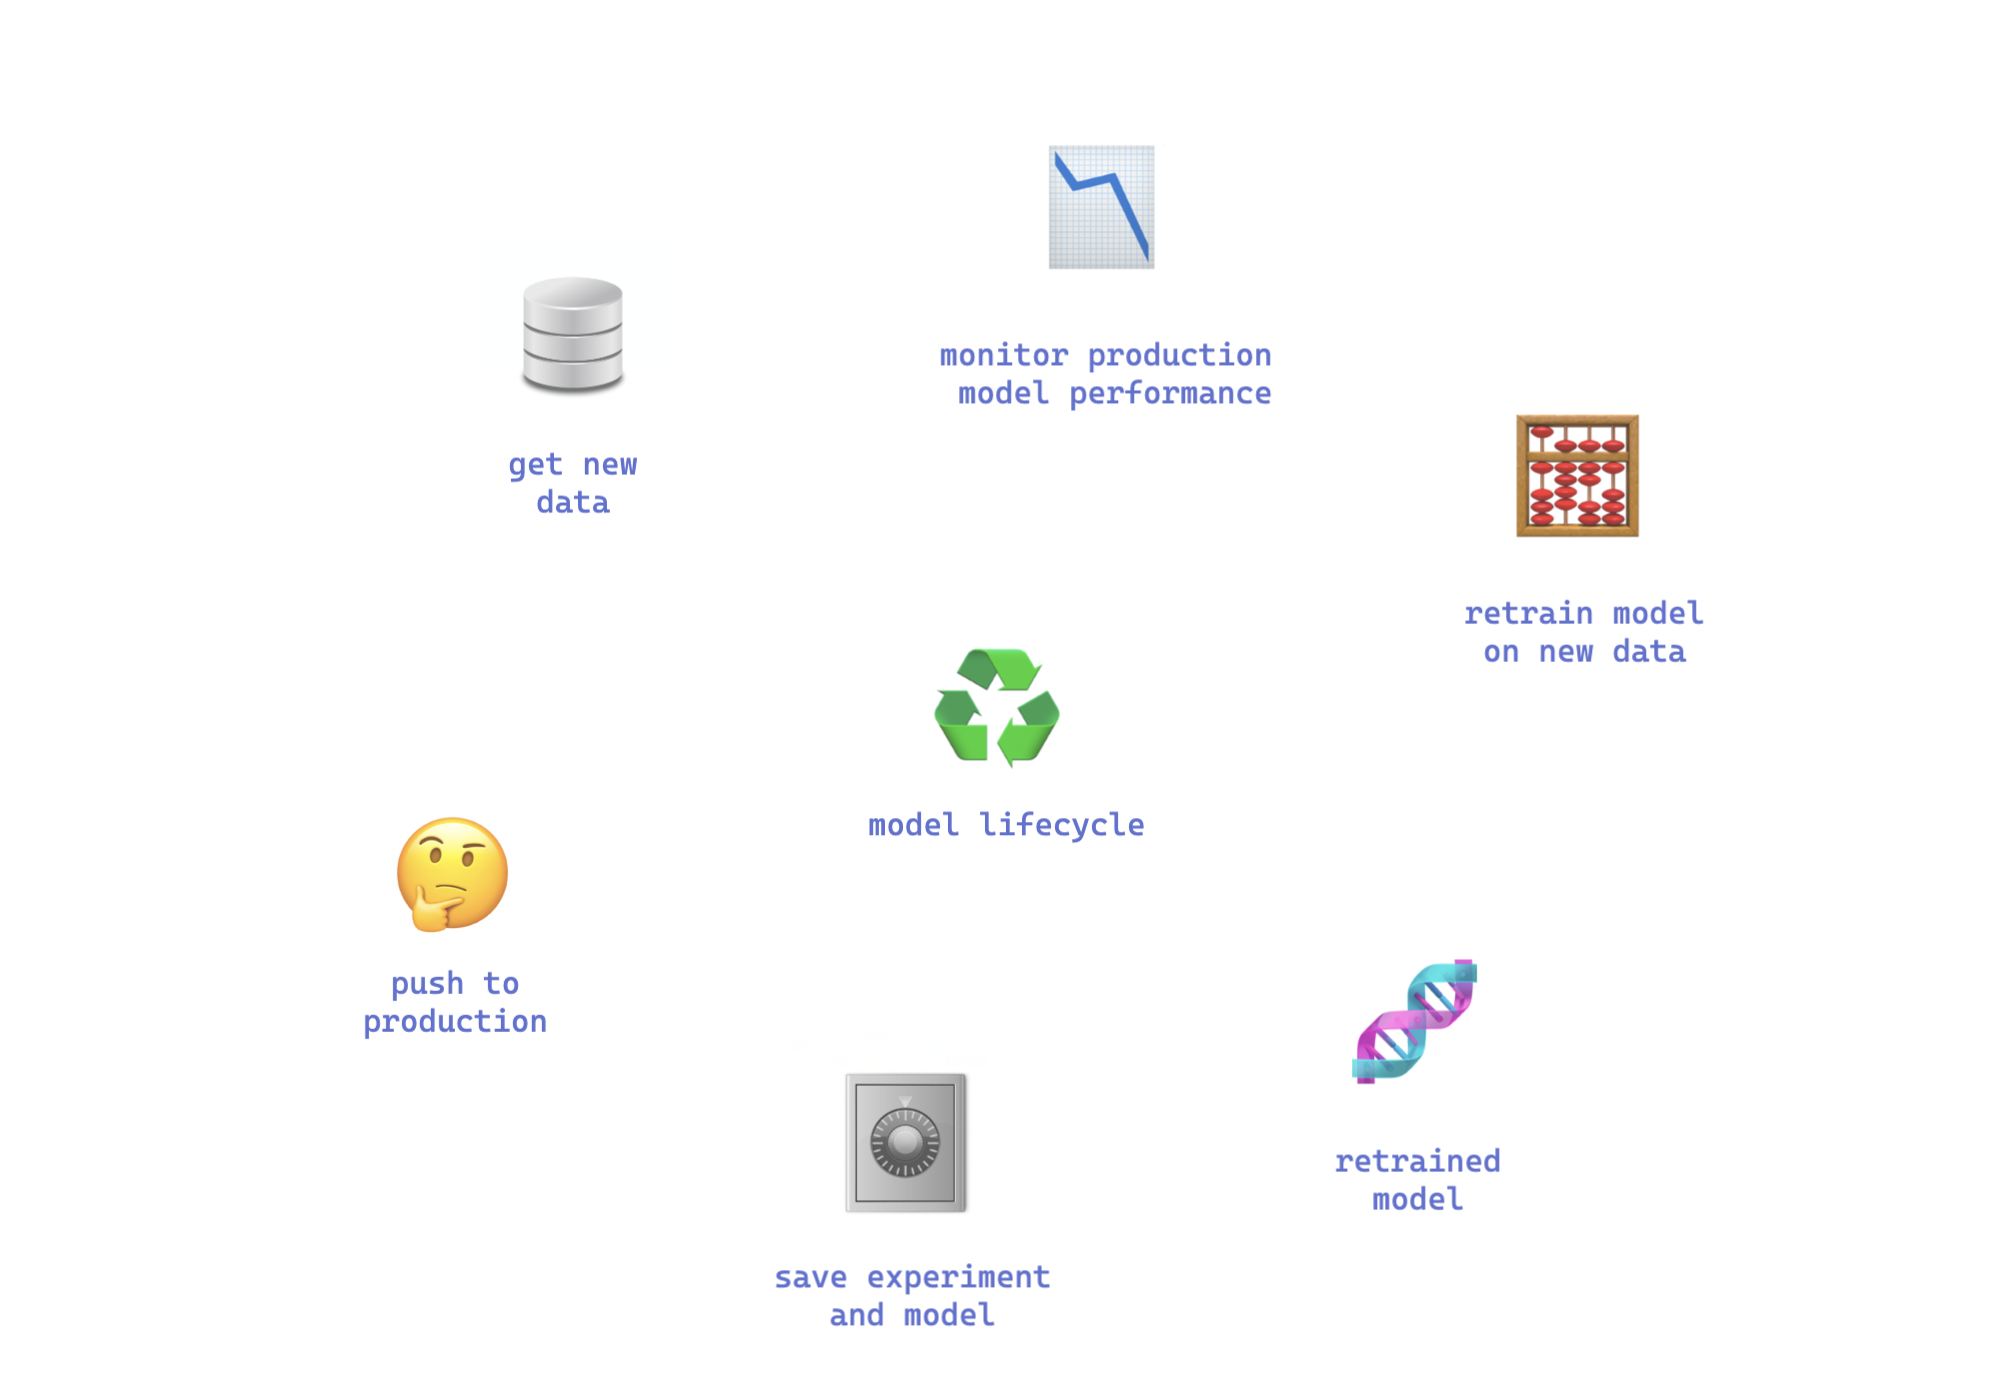 monitor production
model performance
get new
data
retrain model
on new data
model lifecycle
push to
production
retrained
model
save experiment
and model